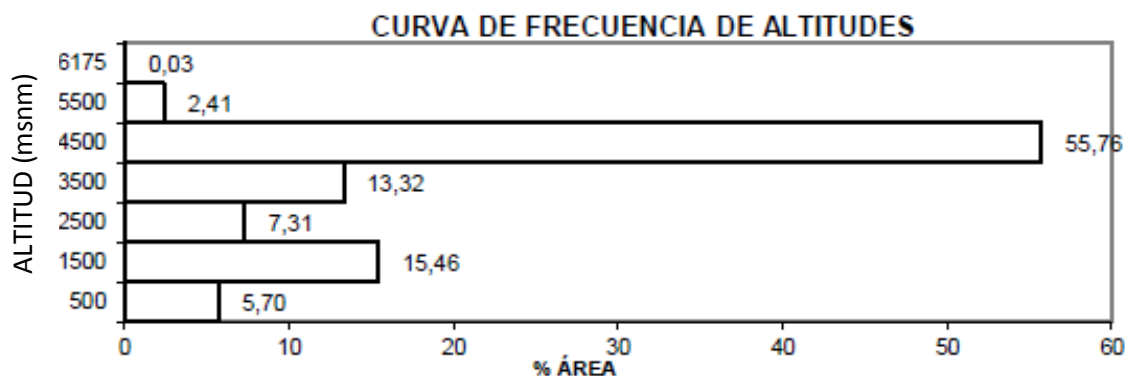 CURVA DE FRECUENCIA DE ALTITUDES
ALTITUD (msnm)
6175 0,03
5500 2,41
4500 55,76
3500 13,32
2500 7,31
1500 15,46
500 5,70
0 10 20 30 40 50 60
% ÁREA